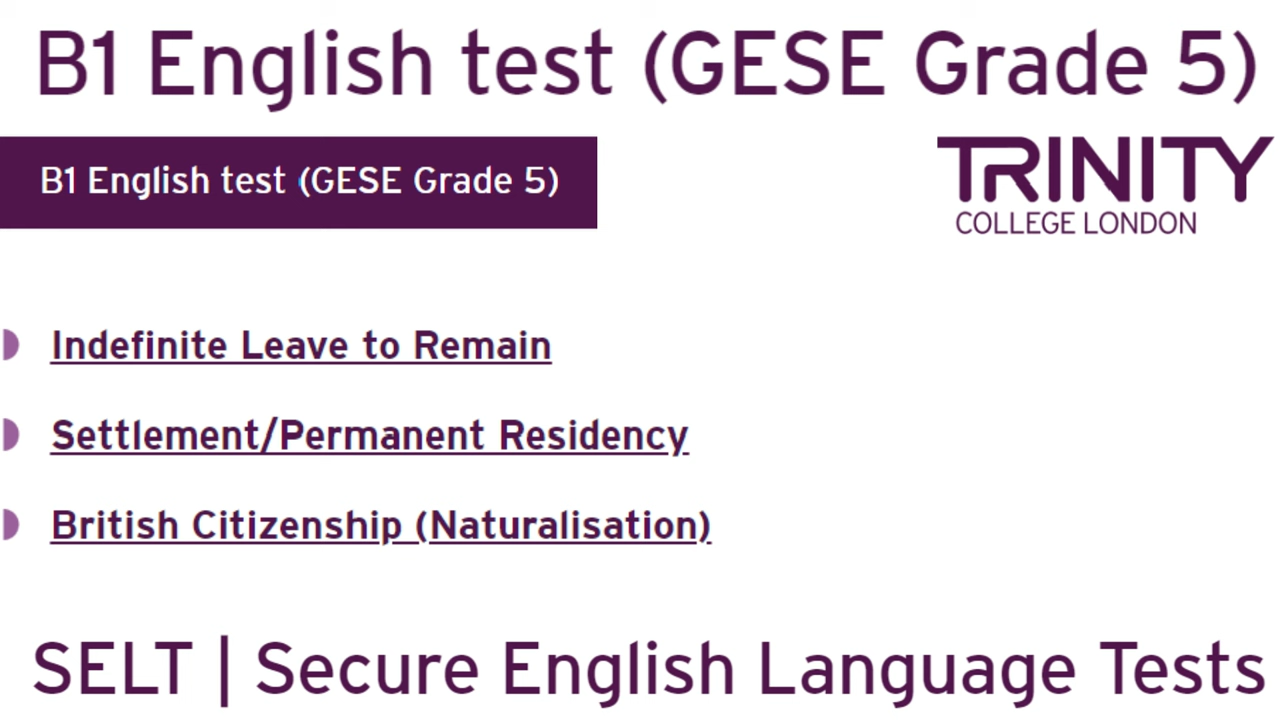 B1 English test (GESE Grade 5)
B1 English test (GESE Grade 5)
TRINITY
COLLEGE LONDON
Indefinite Leave to Remain
Settlement/Permanent Residency
British Citizenship (Naturalisation)
SELT | Secure English Language Tests